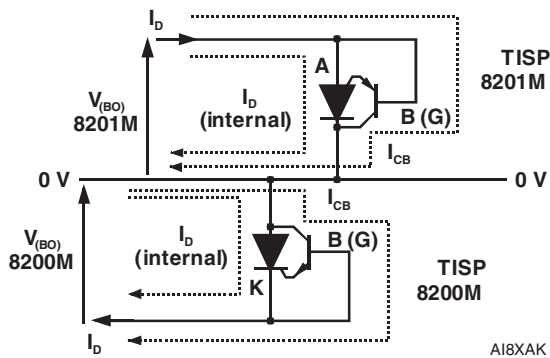 I_D
TISP
8201M
A
V_(BO)
8201M
I_D
(internal)
B (G)
I_CB
0 V
0 V
I_CB
V_(BO)
8200M
I_D
(internal)
B (G)
TISP
8200M
K
I_D
AI8XAK